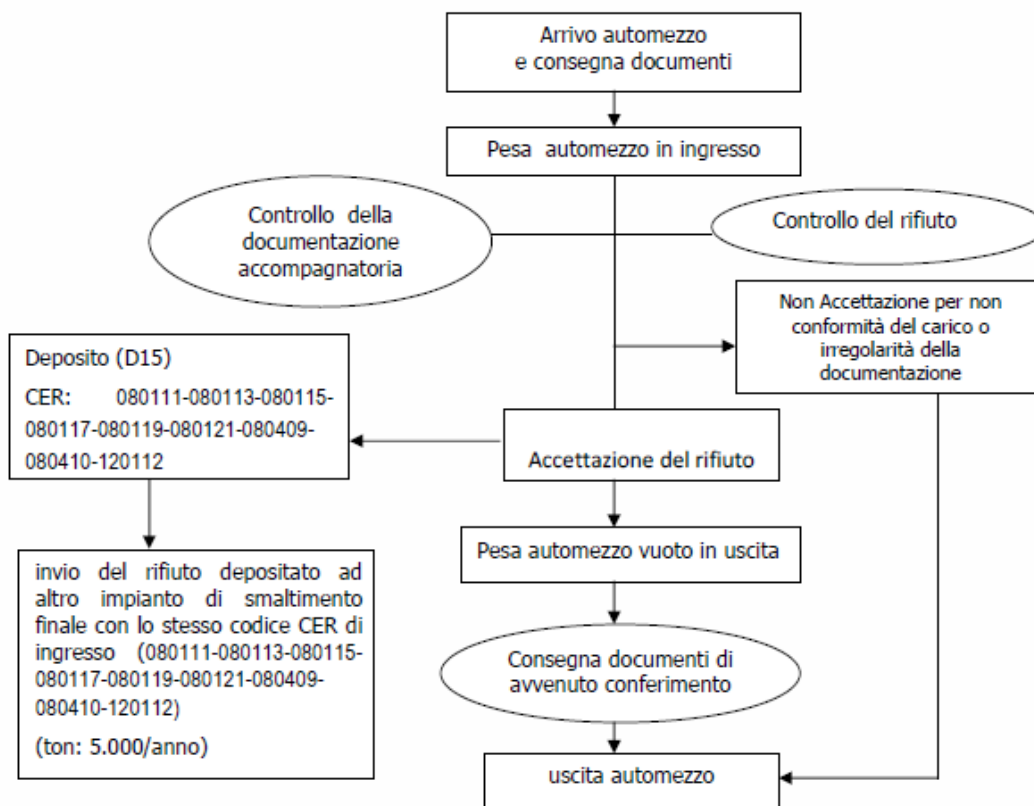 Arrivo automezzo
e consegna documenti
Pesa automezzo in ingresso
Controllo della
documentazione
accompagnatoria
Controllo del rifiuto
Non Accettazione per non
conformità del carico o
irregolarità della
documentazione
Deposito (D15)
CER: 080111-080113-080115-
080117-080119-080121-080409-
080410-120112
Accettazione del rifiuto
Pesa automezzo vuoto in uscita
invio del rifiuto depositato ad
altro impianto di smaltimento
finale con lo stesso codice CER di
ingresso (080111-080113-080115-
080117-080119-080121-080409-
080410-120112)
(ton: 5.000/anno)
Consegna documenti di
avvenuto conferimento
uscita automezzo